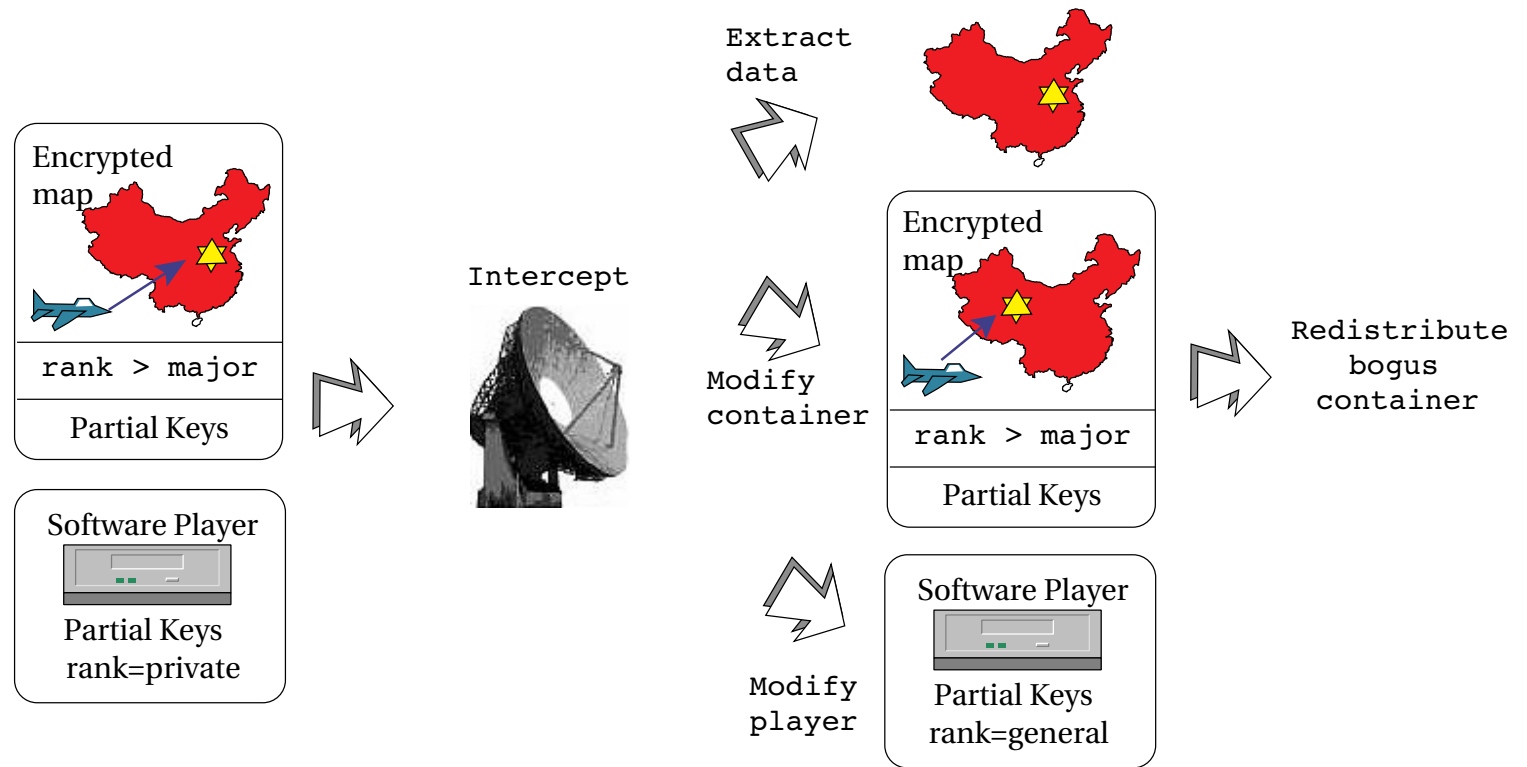 Encrypted
map
rank > major
Partial Keys
Software Player
Partial Keys
rank=private
Intercept
Extract
data
Modify
container
Encrypted
map
rank > major
Partial Keys
Modify
player
Software Player
Partial Keys
rank=general
Redistribute
bogus
container